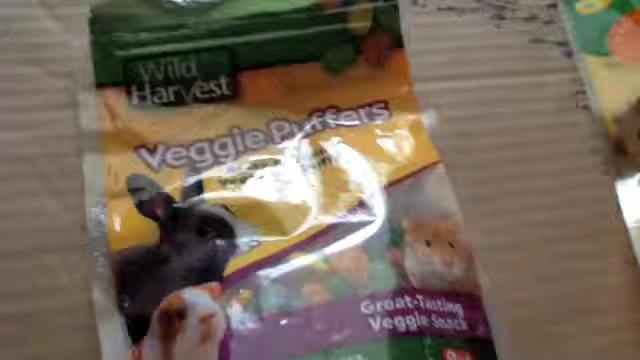 Wild
Harvest
Veggie Puffers
Great-Tasting
Veggie Snack